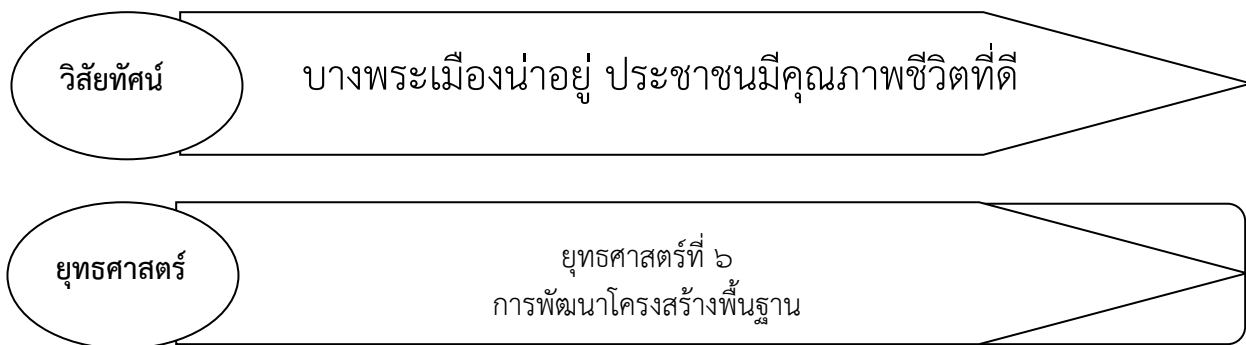 วิสัยทัศน์
บางพระเมืองน่าอยู่ ประชาชนมีคุณภาพชีวิตที่ดี
ยุทธศาสตร์
ยุทธศาสตร์ที่ ๖
การพัฒนาโครงสร้างพื้นฐาน